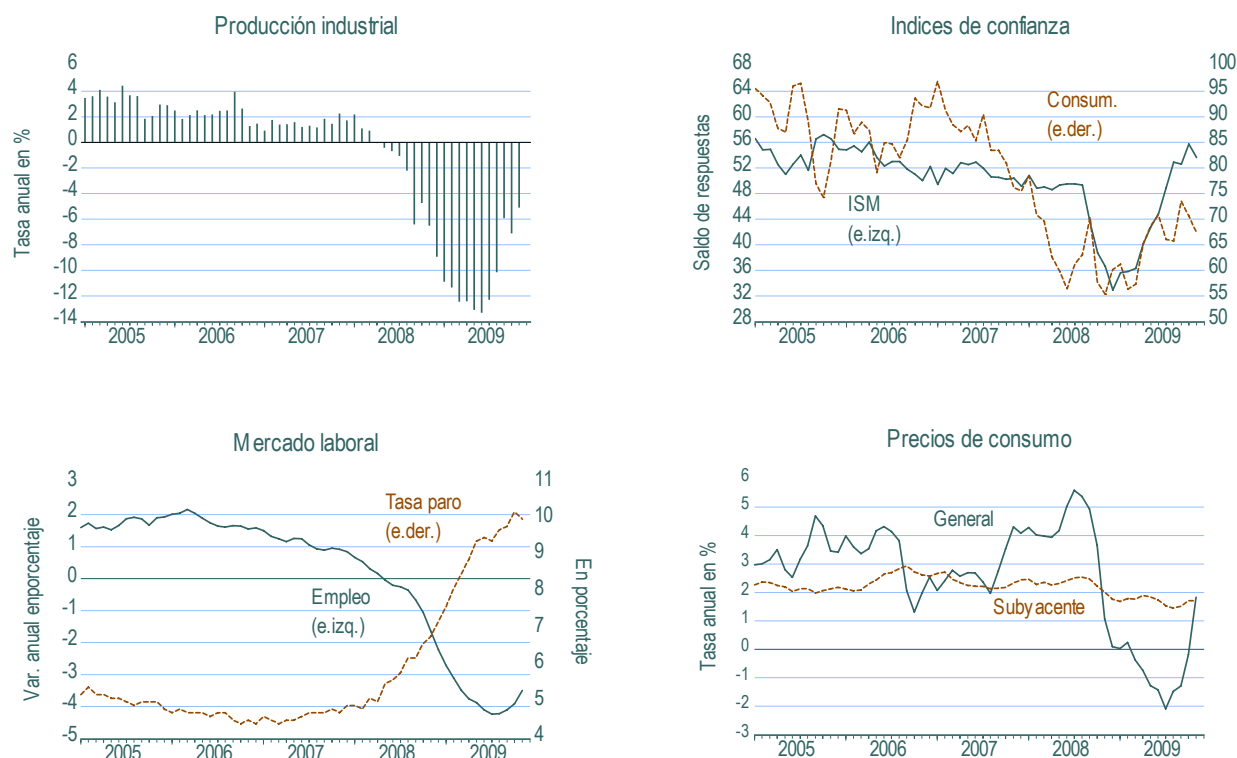 Producción industrial
6
4
2
0
-2
-4
-6
-8
-10
-12
-14
Tasa anual en %
2005 2006 2007 2008 2009
Indices de confianza
68
64
60
56
52
48
44
40
36
32
28
Saldo de respuestas
100
95
90
85
80
75
70
65
60
55
50
Consum.
(e.der.)
ISM
(e.izq.)
2005 2006 2007 2008 2009
Mercado laboral
3
2
1
0
-1
-2
-3
-4
-5
Var. anual enporcentaje
11
10
9
8
7
6
5
4
En porcentaje
Tasa paro
(e.der.)
Empleo
(e.izq.)
2005 2006 2007 2008 2009
Precios de consumo
6
5
4
3
2
1
0
-1
-2
-3
Tasa anual en %
General
Subyacente
2005 2006 2007 2008 2009